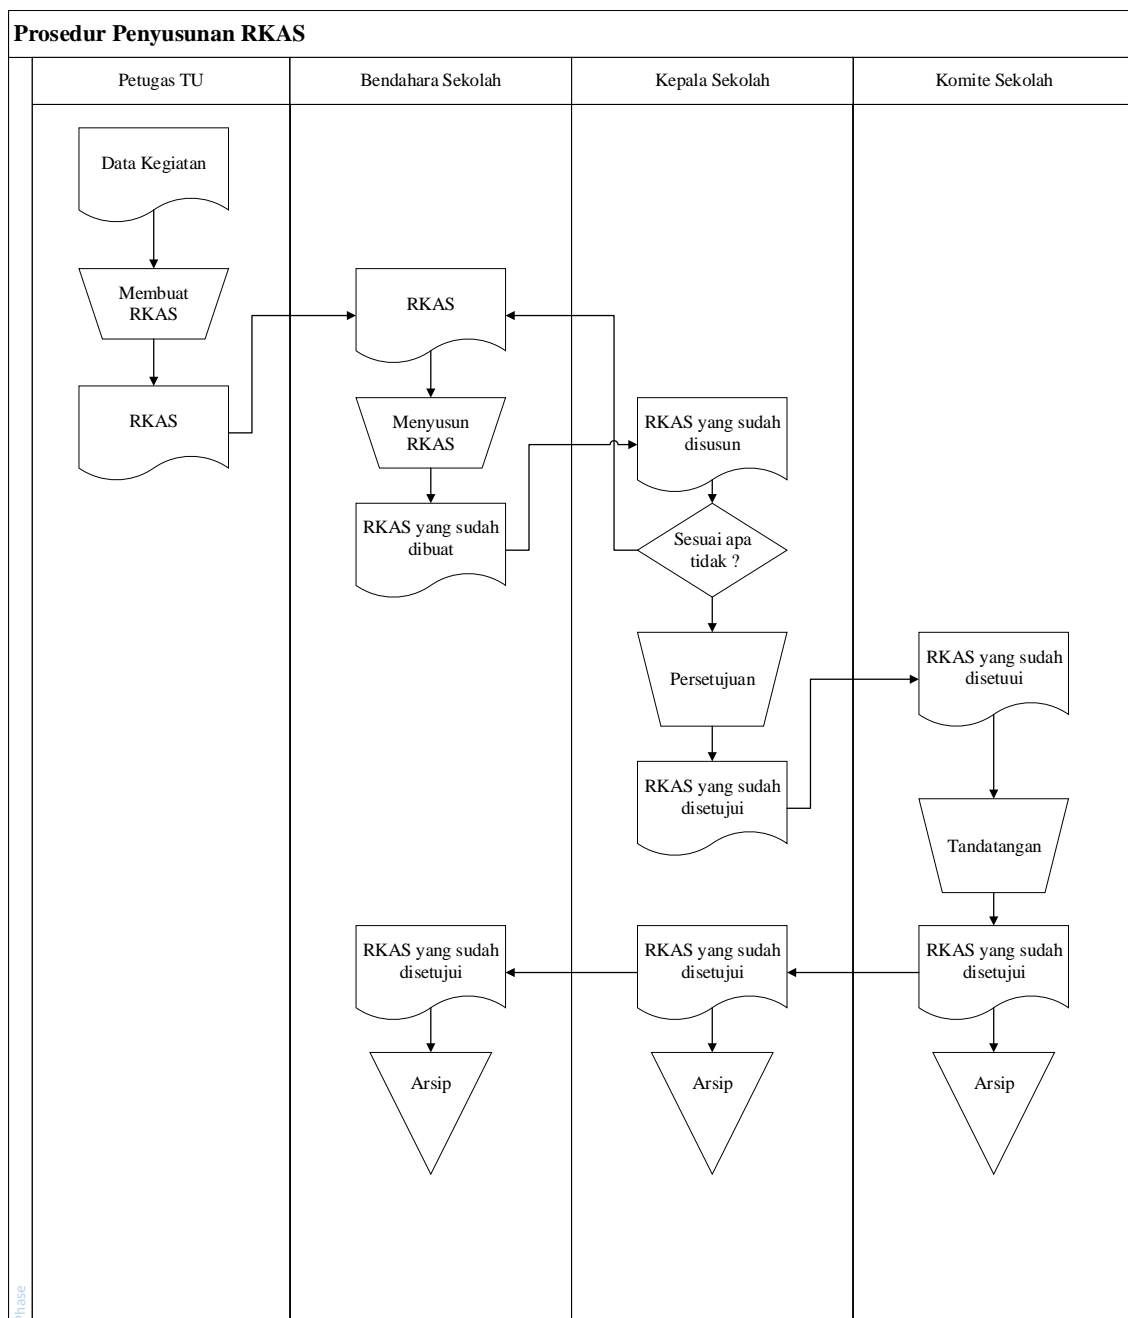 Prosedur Penyusunan RKAS
Petugas TU
Bendahara Sekolah
Kepala Sekolah
Komite Sekolah
Data Kegiatan
Membuat
RKAS
RKAS
RKAS
Menyusun
RKAS
RKAS yang sudah
dibuat
RKAS yang sudah
disusun
Sesuai apa
tidak ?
Persetujuan
RKAS yang sudah
disetujui
RKAS yang sudah
disetuui
Tandatangan
RKAS yang sudah
disetujui
RKAS yang sudah
disetujui
RKAS yang sudah
disetujui
Arsip
Arsip
Arsip
Phase